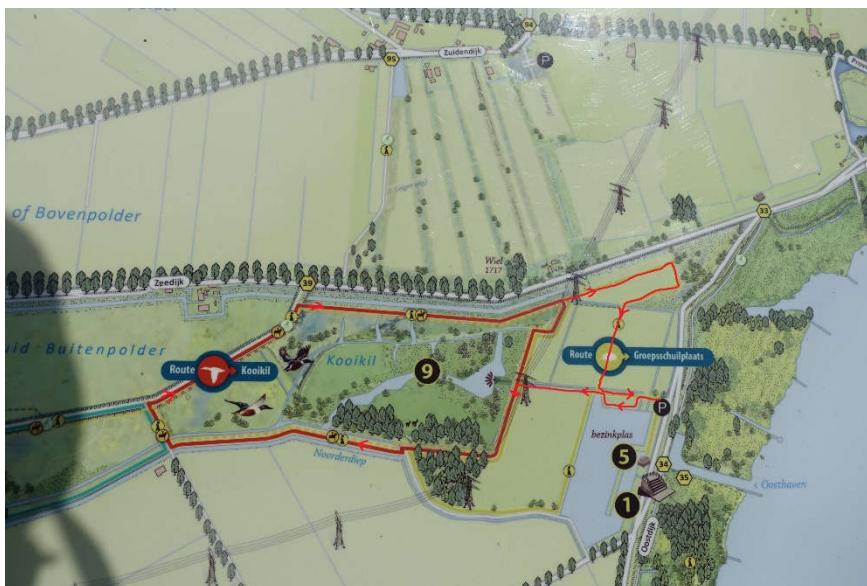 polder
Zuidendijk
94
95
P
of Bovenpolder
33
Wiel
1717
Zeedijk
39
Buitenpolder
Kooikil
Route
Kooikil
Route
Groepsschuilplaats
9
P
bezinkplas
5
34
35
Noorderdiep
< Oosthaven
1
Oostdijk